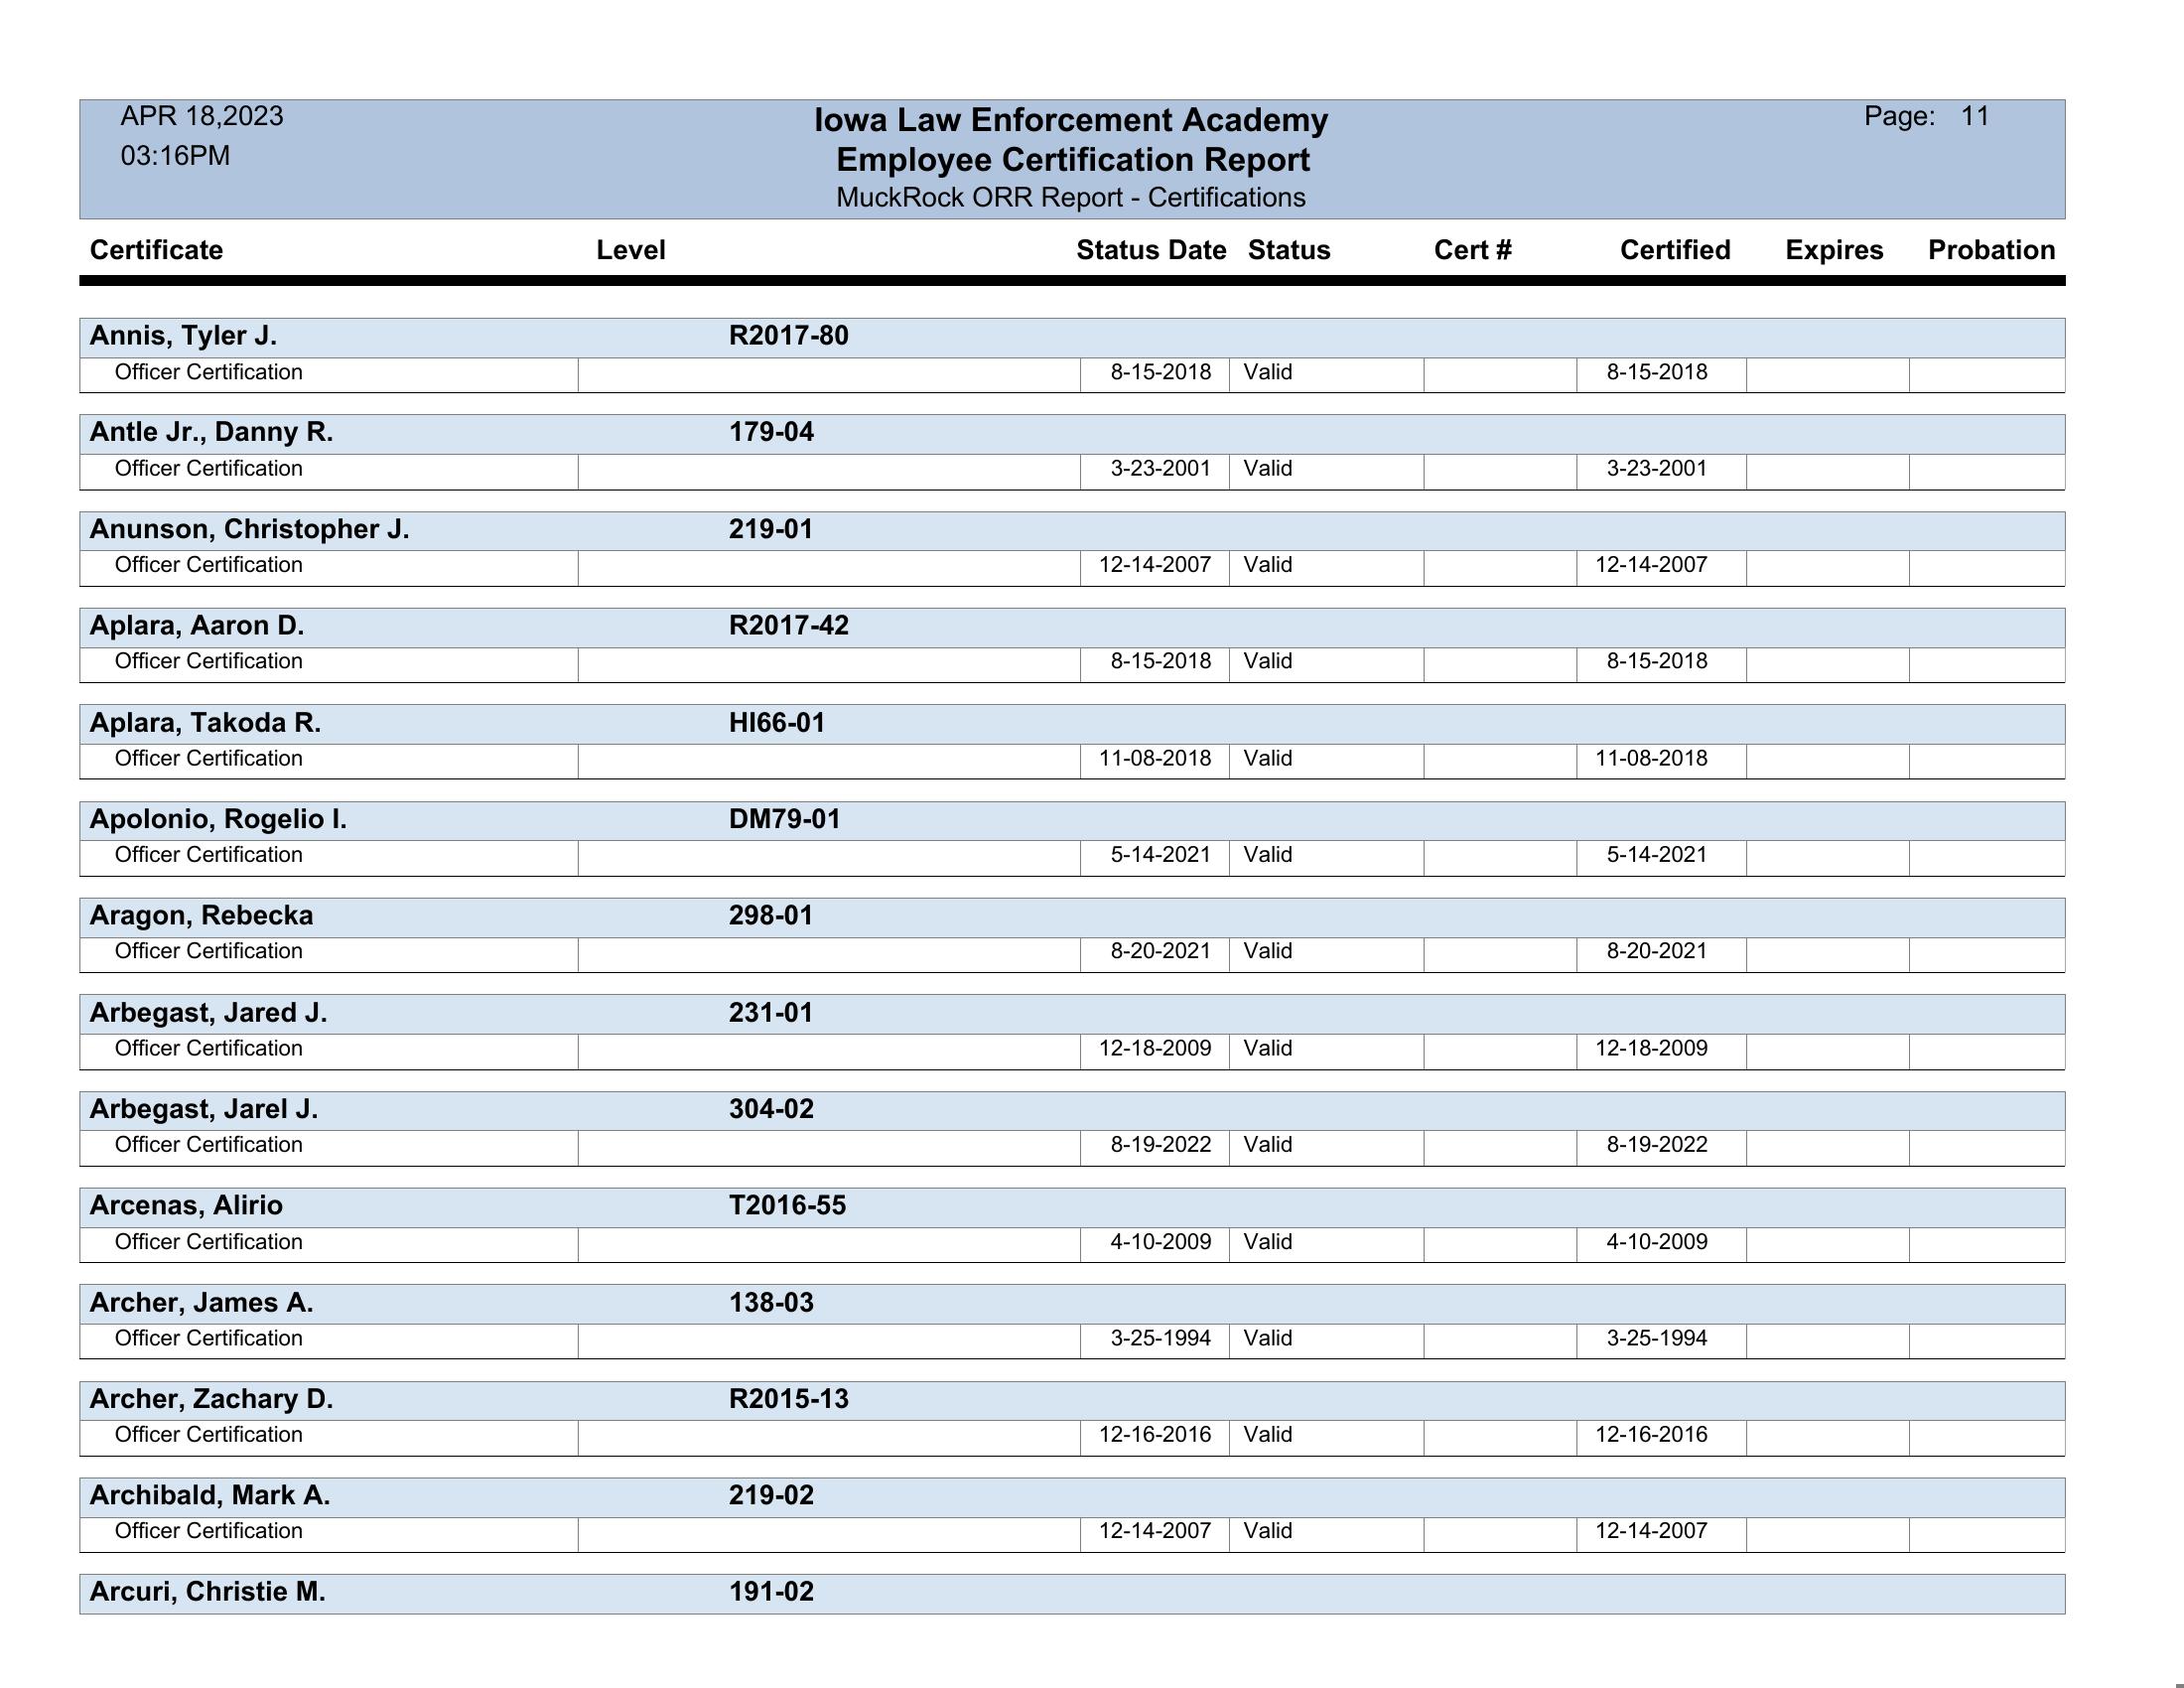 APR 18,2023
03:16PM
Iowa Law Enforcement Academy
Employee Certification Report
MuckRock ORR Report - Certifications
Page: 11
Certificate Level Status Date Status Cert # Certified Expires Probation
Annis, Tyler J. R2017-80
Officer Certification 8-15-2018 Valid 8-15-2018
Antle Jr., Danny R. 179-04
Officer Certification 3-23-2001 Valid 3-23-2001
Anunson, Christopher J. 219-01
Officer Certification 12-14-2007 Valid 12-14-2007
Aplara, Aaron D. R2017-42
Officer Certification 8-15-2018 Valid 8-15-2018
Aplara, Takoda R. HI66-01
Officer Certification 11-08-2018 Valid 11-08-2018
Apolonio, Rogelio I. DM79-01
Officer Certification 5-14-2021 Valid 5-14-2021
Aragon, Rebecka 298-01
Officer Certification 8-20-2021 Valid 8-20-2021
Arbegast, Jared J. 231-01
Officer Certification 12-18-2009 Valid 12-18-2009
Arbegast, Jarel J. 304-02
Officer Certification 8-19-2022 Valid 8-19-2022
Arcenas, Alirio T2016-55
Officer Certification 4-10-2009 Valid 4-10-2009
Archer, James A. 138-03
Officer Certification 3-25-1994 Valid 3-25-1994
Archer, Zachary D. R2015-13
Officer Certification 12-16-2016 Valid 12-16-2016
Archibald, Mark A. 219-02
Officer Certification 12-14-2007 Valid 12-14-2007
Arcuri, Christie M. 191-02